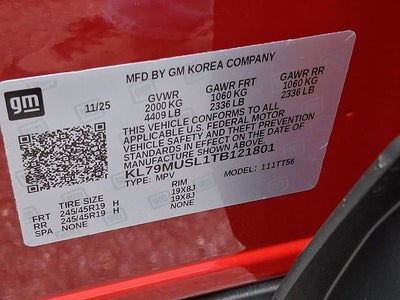 gm
MFD BY GM KOREA COMPANY
11/25 GVWR GAWR FRT GAWR RR
2000 KG 1060 KG 1060 KG
4409 LB 2336 LB 2336 LB
THIS VEHICLE CONFORMS TO ALL
APPLICABLE U.S. FEDERAL MOTOR
VEHICLE SAFETY AND THEFT PREVENTION
STANDARDS IN EFFECT ON THE DATE OF
MANUFACTURE SHOWN ABOVE.
KL79MUSL1TB121801
TYPE: MPV MODEL: 111TT56
TIRE SIZE RIM
FRT 245/45R19 H 19X8J
RR 245/45R19 H 19X8J
SPA NONE NONE